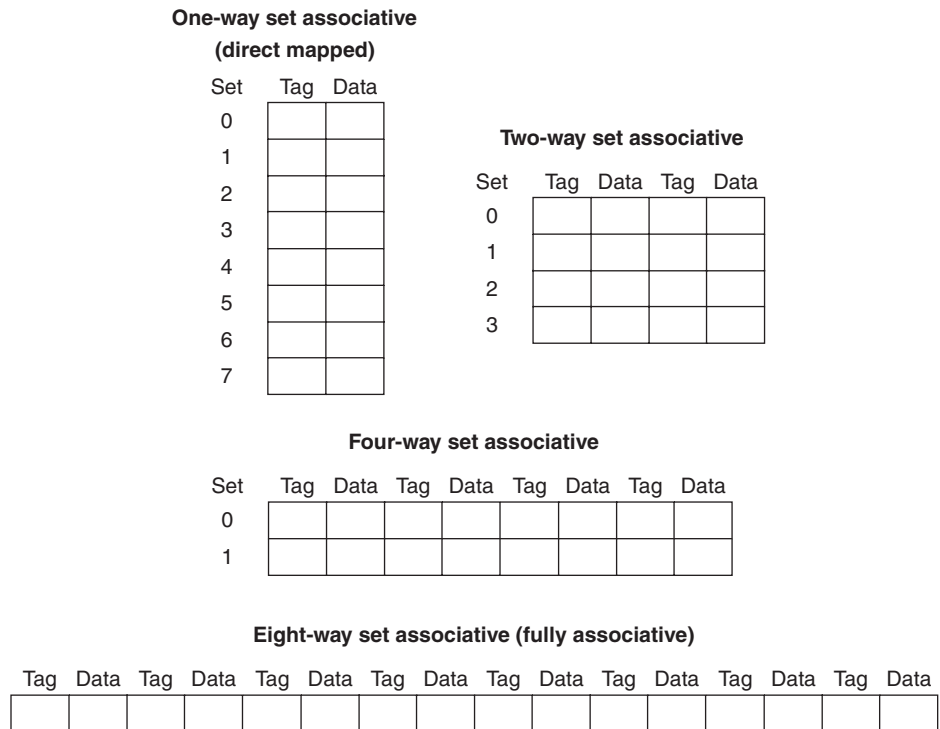 One-way set associative
(direct mapped)
Set Tag Data
0
1
2
3
4
5
6
7
Two-way set associative
Set Tag Data Tag Data
0
1
2
3
Four-way set associative
Set Tag Data Tag Data Tag Data Tag Data
0
1
Eight-way set associative (fully associative)
Tag Data Tag Data Tag Data Tag Data Tag Data Tag Data Tag Data Tag Data